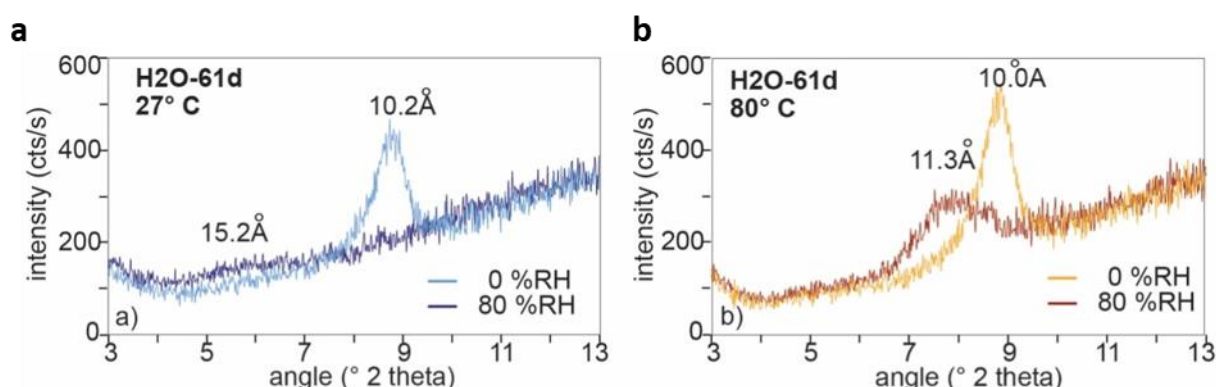 a
600
400
200
0
intensity (cts/s)
H2O-61d
27° C
10.2Å
15.2Å
0 %RH
80 %RH
a)
3 5 7 9 11 13
angle (° 2 theta)
b
600
400
200
0
intensity (cts/s)
H2O-61d
80° C
10.0Å
11.3Å
0 %RH
80 %RH
b)
3 5 7 9 11 13
angle (° 2 theta)